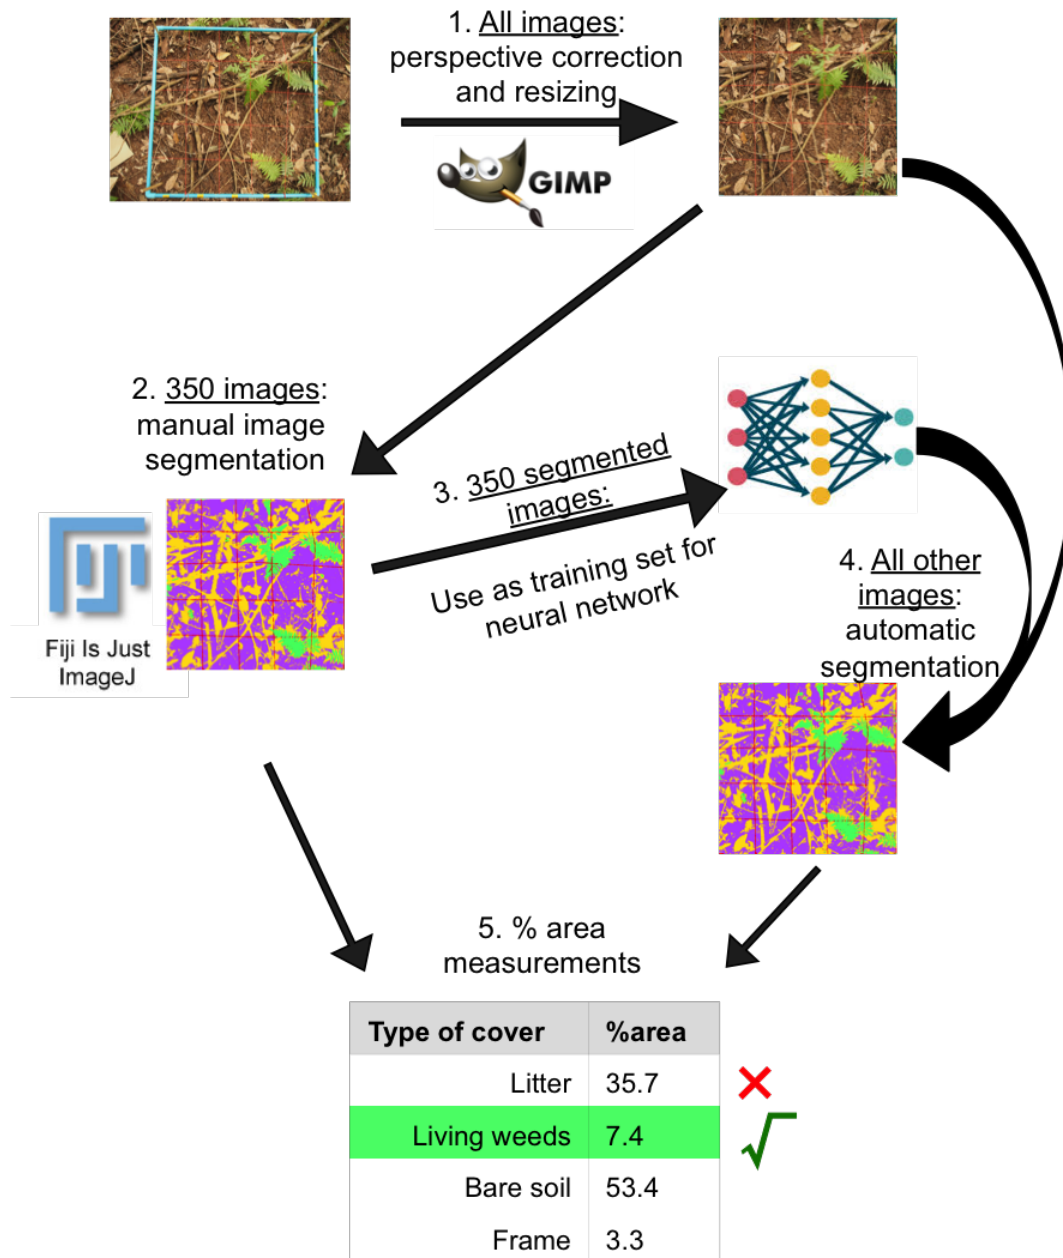 1. All images:
perspective correction
and resizing
GIMP
2. 350 images:
manual image
segmentation
Fiji Is Just
ImageJ
3. 350 segmented
images:
Use as training set for
neural network
4. All other
images:
automatic
segmentation
5. % area
measurements
Type of cover %area
Litter 35.7
Living weeds 7.4
Bare soil 53.4
Frame 3.3